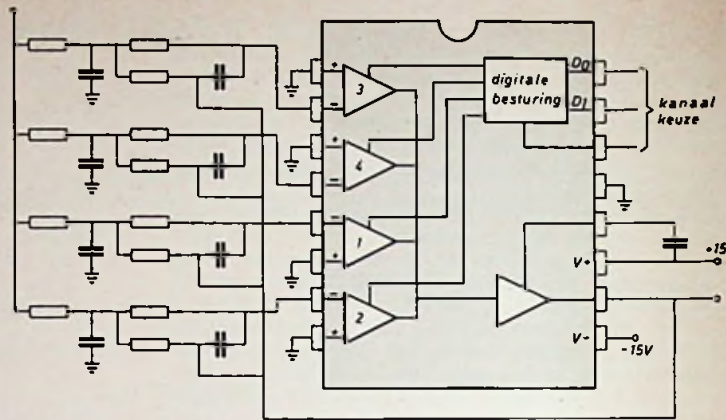 3
+
−
digitale
besturing
D0
D1
kanaal
keuze
+
−
4
−
+
1
V+
+15
−
+
2
V-
-15V